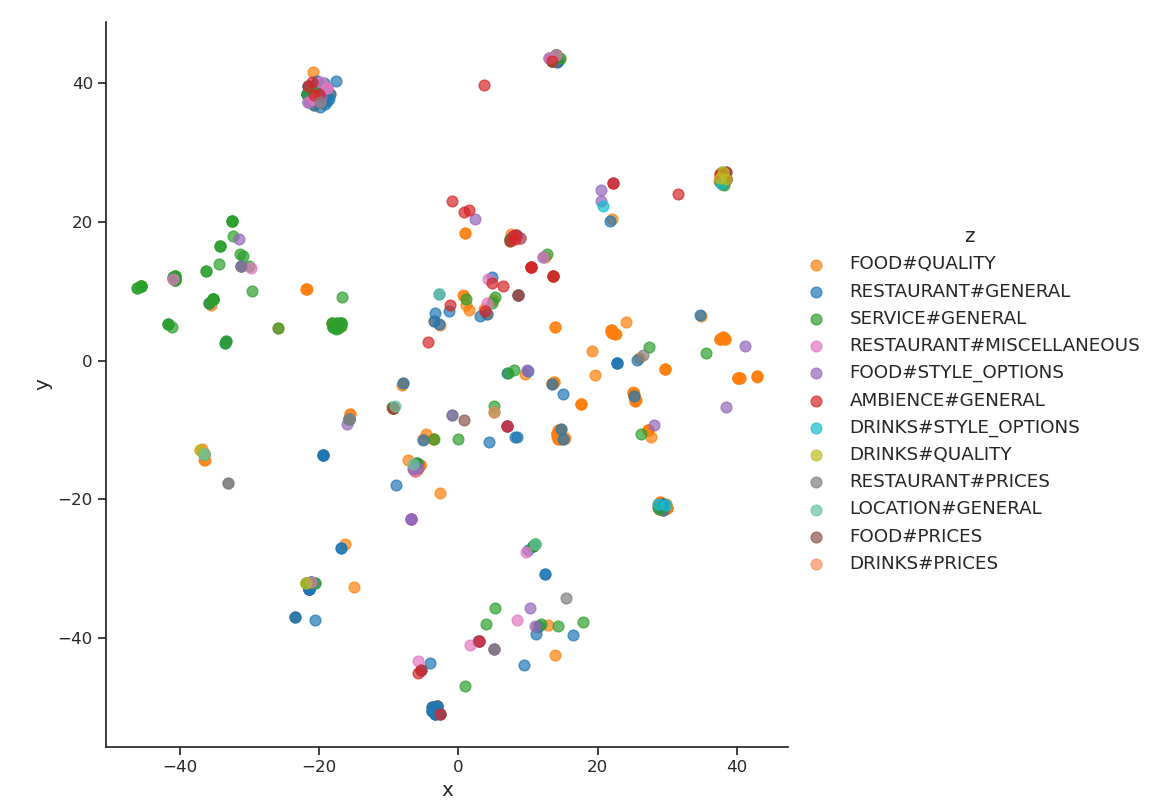 40
20
0
−20
−40
y
−40
−20
0
20
40
x
z
FOOD#QUALITY
RESTAURANT#GENERAL
SERVICE#GENERAL
RESTAURANT#MISCELLANEOUS
FOOD#STYLE_OPTIONS
AMBIENCE#GENERAL
DRINKS#STYLE_OPTIONS
DRINKS#QUALITY
RESTAURANT#PRICES
LOCATION#GENERAL
FOOD#PRICES
DRINKS#PRICES